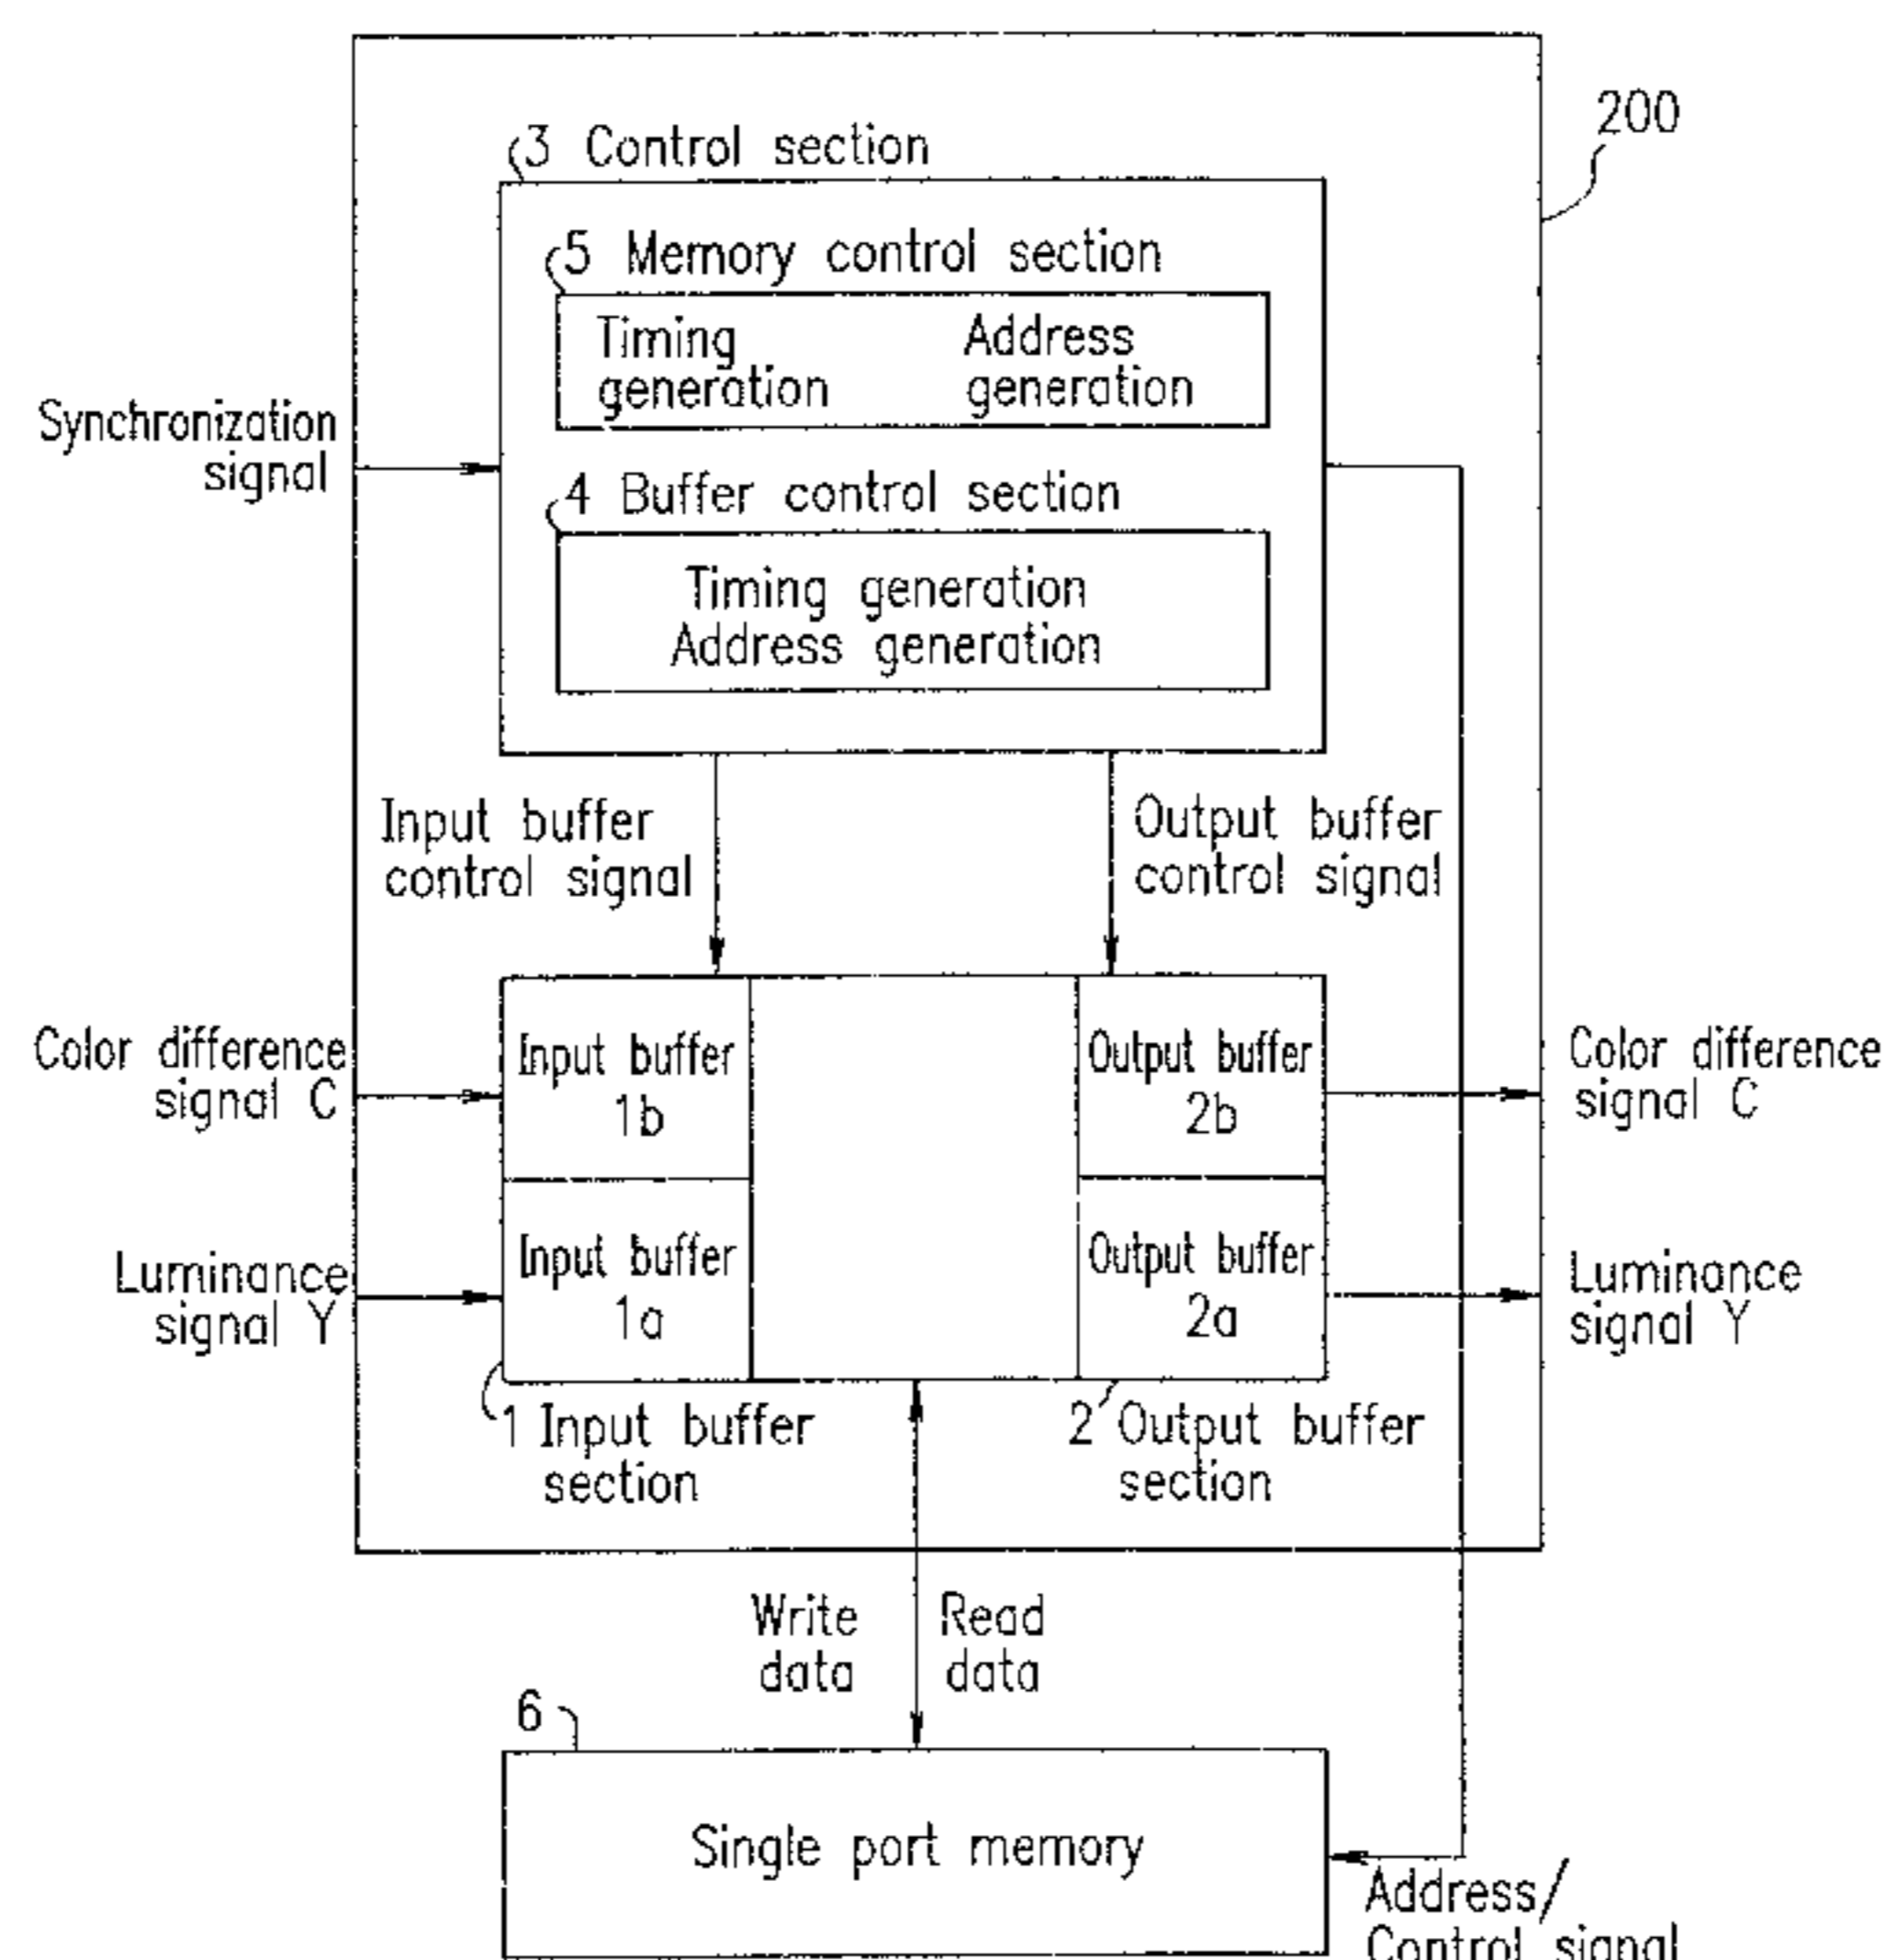 200
3 Control section
5 Memory control section
Timing generation
Address generation
Synchronization signal
4 Buffer control section
Timing generation
Address generation
Input buffer control signal
Output buffer control signal
Color difference signal C
Input buffer 1b
Output buffer 2b
Color difference signal C
Luminance signal Y
Input buffer 1a
Output buffer 2a
Luminance signal Y
1 Input buffer section
2 Output buffer section
Write data
Read data
6
Single port memory
Address/
Control signal